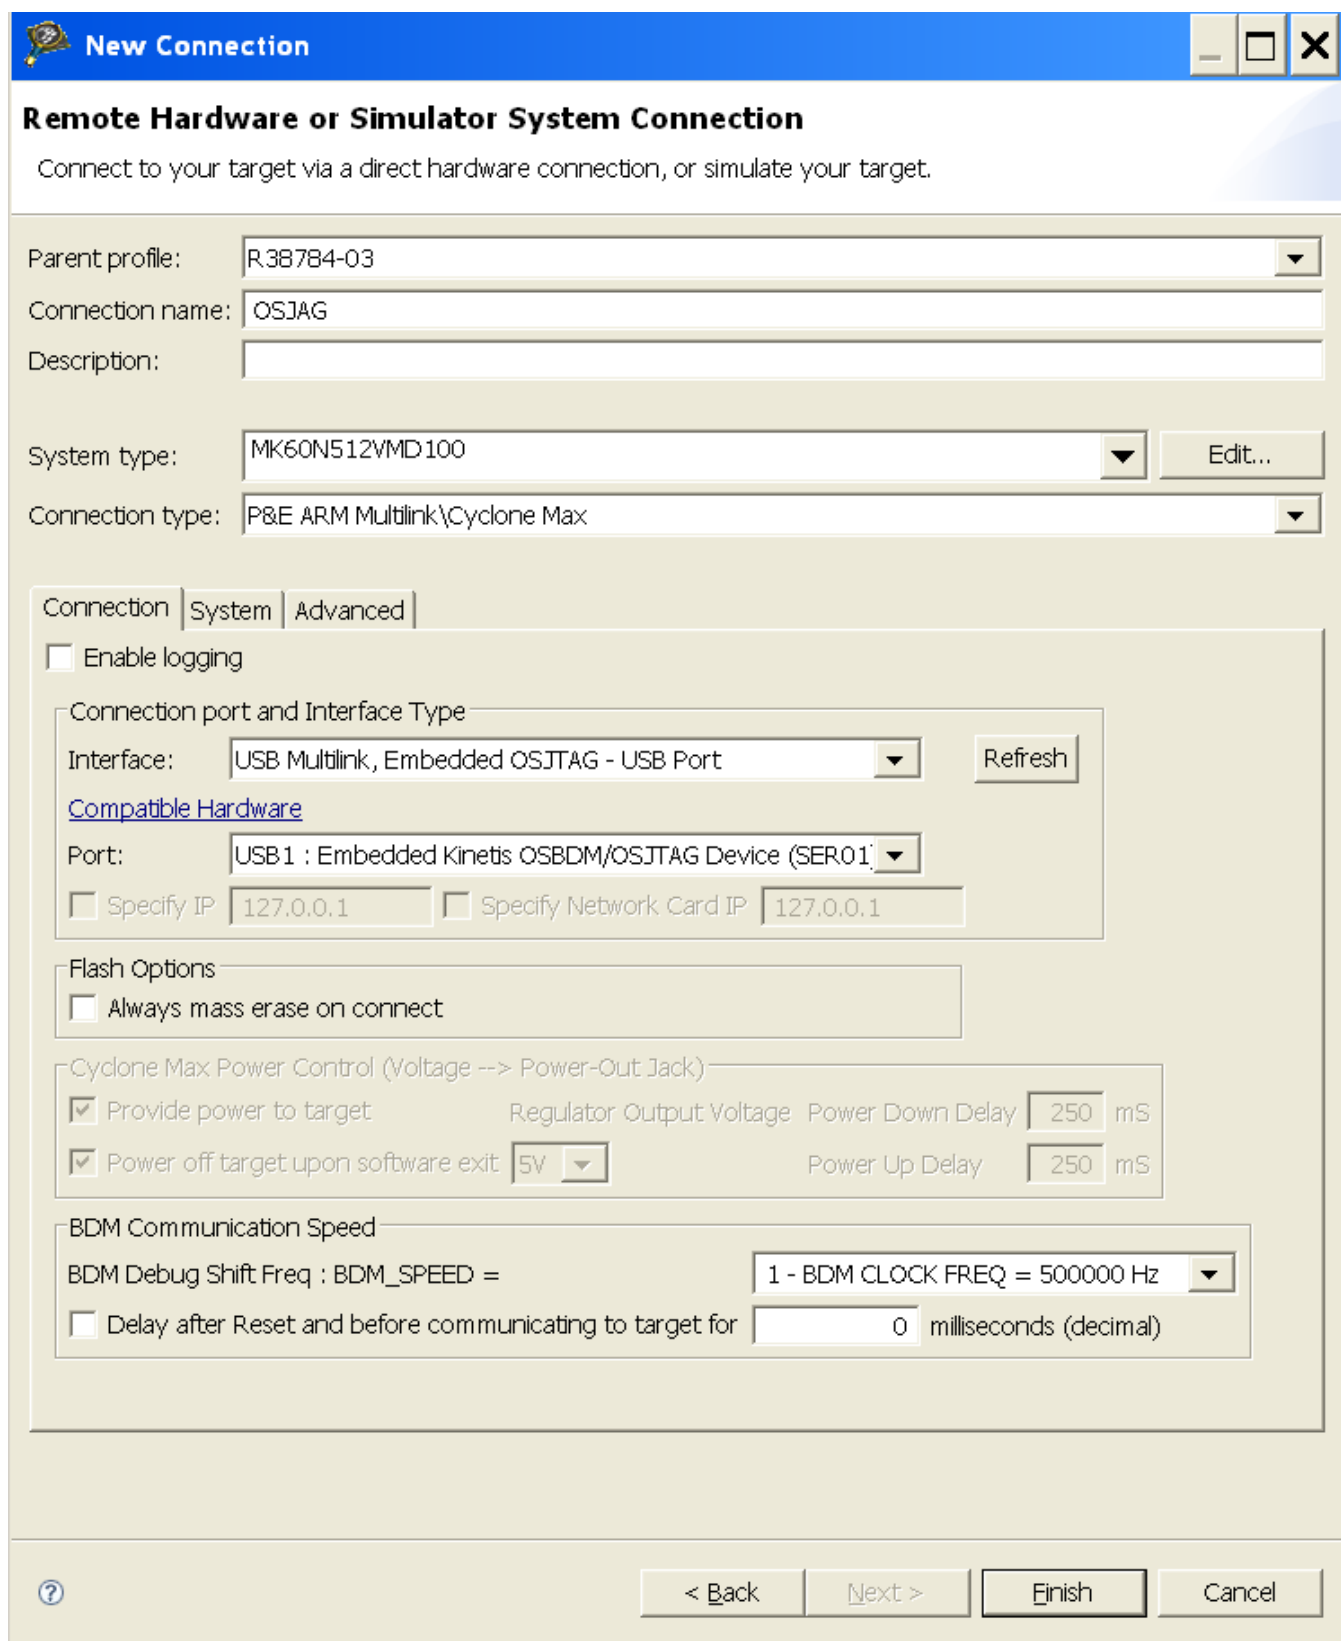 New Connection
Remote Hardware or Simulator System Connection
Connect to your target via a direct hardware connection, or simulate your target.
Parent profile: R38784-03
Connection name: OSJAG
Description:
System type: MK60N512VMD100 Edit...
Connection type: P&E ARM Multilink\Cyclone Max
Connection System Advanced
Enable logging
Connection port and Interface Type
Interface: USB Multilink, Embedded OSJTAG - USB Port Refresh
Compatible Hardware
Port: USB1 : Embedded Kinetis OSBDM/OSJTAG Device (SER01)
Specify IP 127.0.0.1 Specify Network Card IP 127.0.0.1
Flash Options
Always mass erase on connect
Cyclone Max Power Control (Voltage --> Power-Out Jack)
Provide power to target Regulator Output Voltage Power Down Delay 250 mS
Power off target upon software exit 5V Power Up Delay 250 mS
BDM Communication Speed
BDM Debug Shift Freq : BDM_SPEED = 1 - BDM CLOCK FREQ = 500000 Hz
Delay after Reset and before communicating to target for 0 milliseconds (decimal)
? < Back Next > Finish Cancel